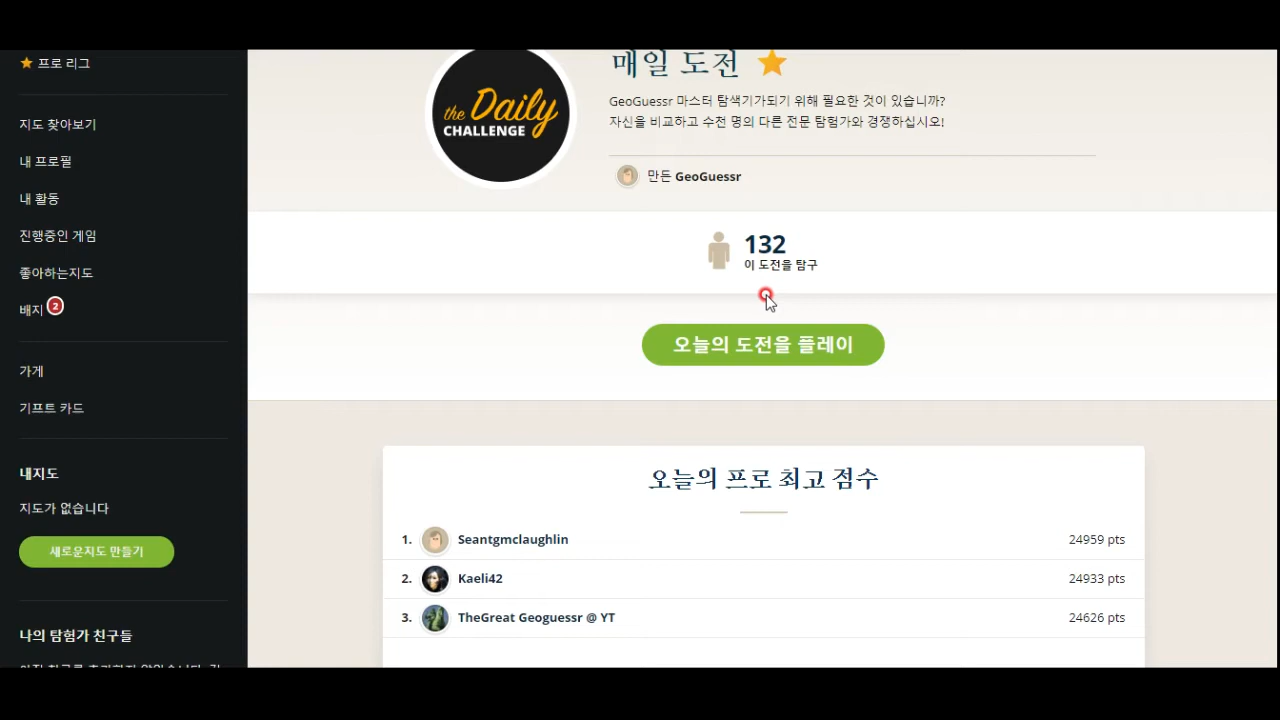 프로 리그
지도 찾아보기
내 프로필
내 활동
진행중인 게임
좋아하는지도
배지 2
가게
기프트 카드
내지도
지도가 없습니다
새로운지도 만들기
나의 탐험가 친구들
the Daily
CHALLENGE
매일 도전
GeoGuessr 마스터 탐색기가되기 위해 필요한 것이 있습니까?
자신을 비교하고 수천 명의 다른 전문 탐험가와 경쟁하십시오!
만든 GeoGuessr
132
이 도전을 탐구
오늘의 도전을 플레이
오늘의 프로 최고 점수
1. Seantgmclaughlin 24959 pts
2. Kaeli42 24933 pts
3. TheGreat Geoguessr @ YT 24626 pts